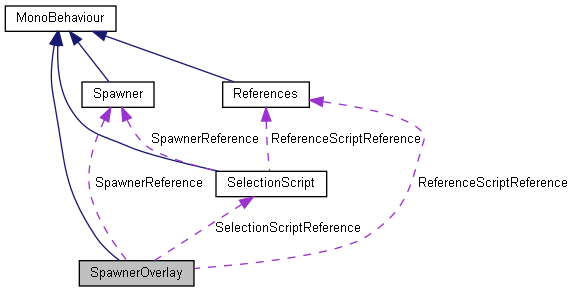 MonoBehaviour
Spawner
References
SpawnerReference
ReferenceScriptReference
SpawnerReference
SelectionScript
ReferenceScriptReference
SelectionScriptReference
SpawnerOverlay